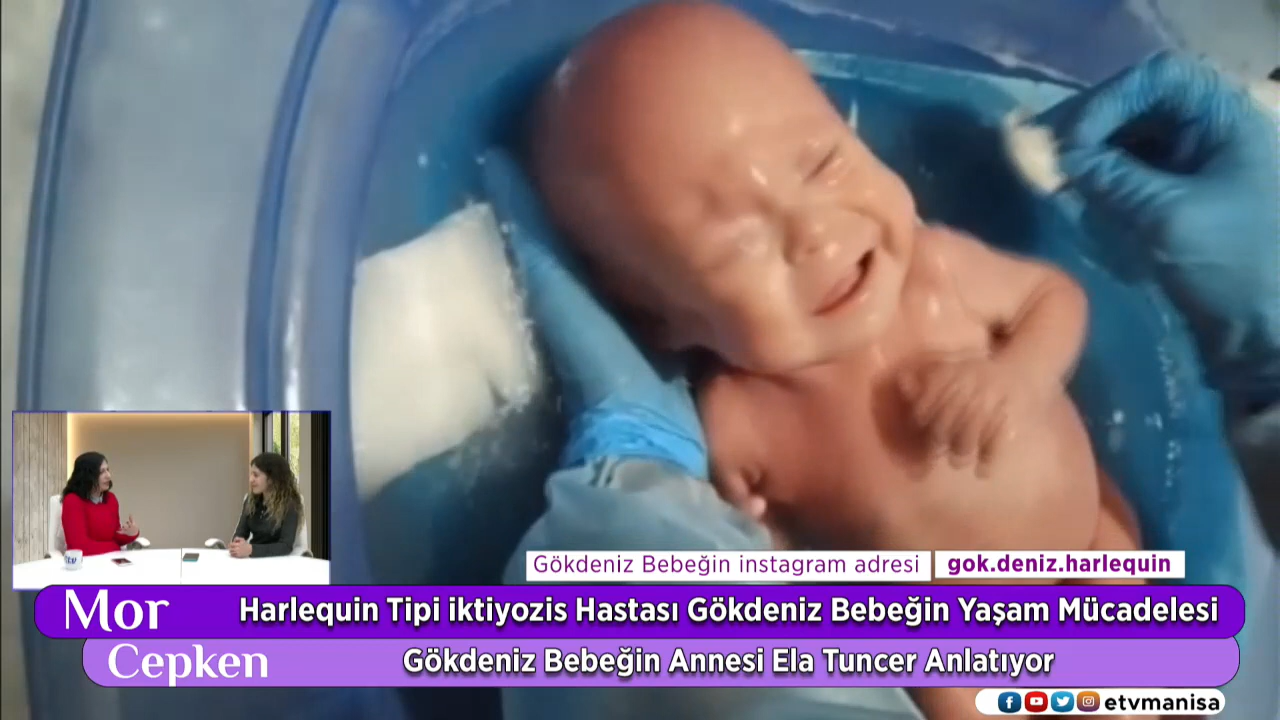 Gökdeniz Bebeğin instagram adresi gok.deniz.harlequin
Mor Harlequin Tipi iktiyozis Hastası Gökdeniz Bebeğin Yaşam Mücadelesi
Cepken Gökdeniz Bebeğin Annesi Ela Tuncer Anlatıyor
etvmanisa